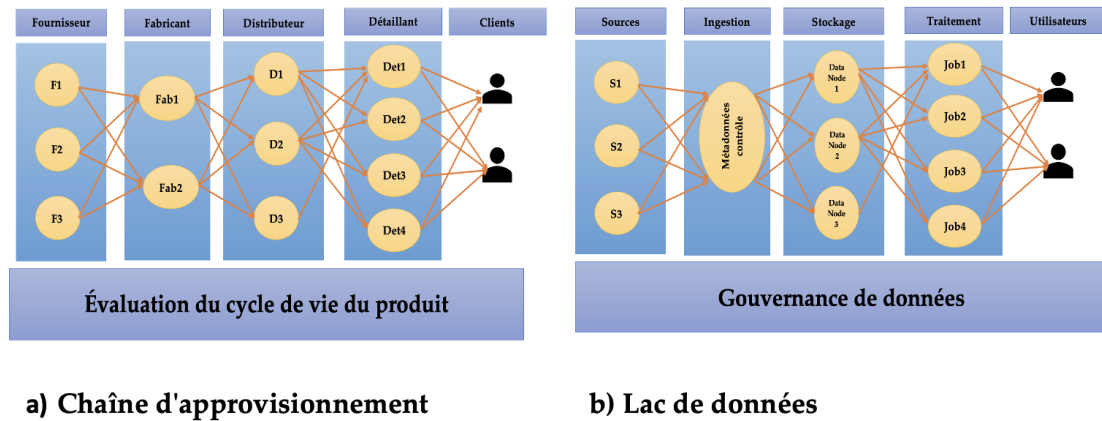 Fournisseur Fabricant Distributeur Détaillant Clients
F1
F2
F3
Fab1
Fab2
D1
D2
D3
Det1
Det2
Det3
Det4
Évaluation du cycle de vie du produit
a) Chaîne d'approvisionnement
Sources Ingestion Stockage Traitement Utilisateurs
S1
S2
S3
Métadonnées
contrôle
Data
Node
1
Data
Node
2
Data
Node
3
Job1
Job2
Job3
Job4
Gouvernance de données
b) Lac de données